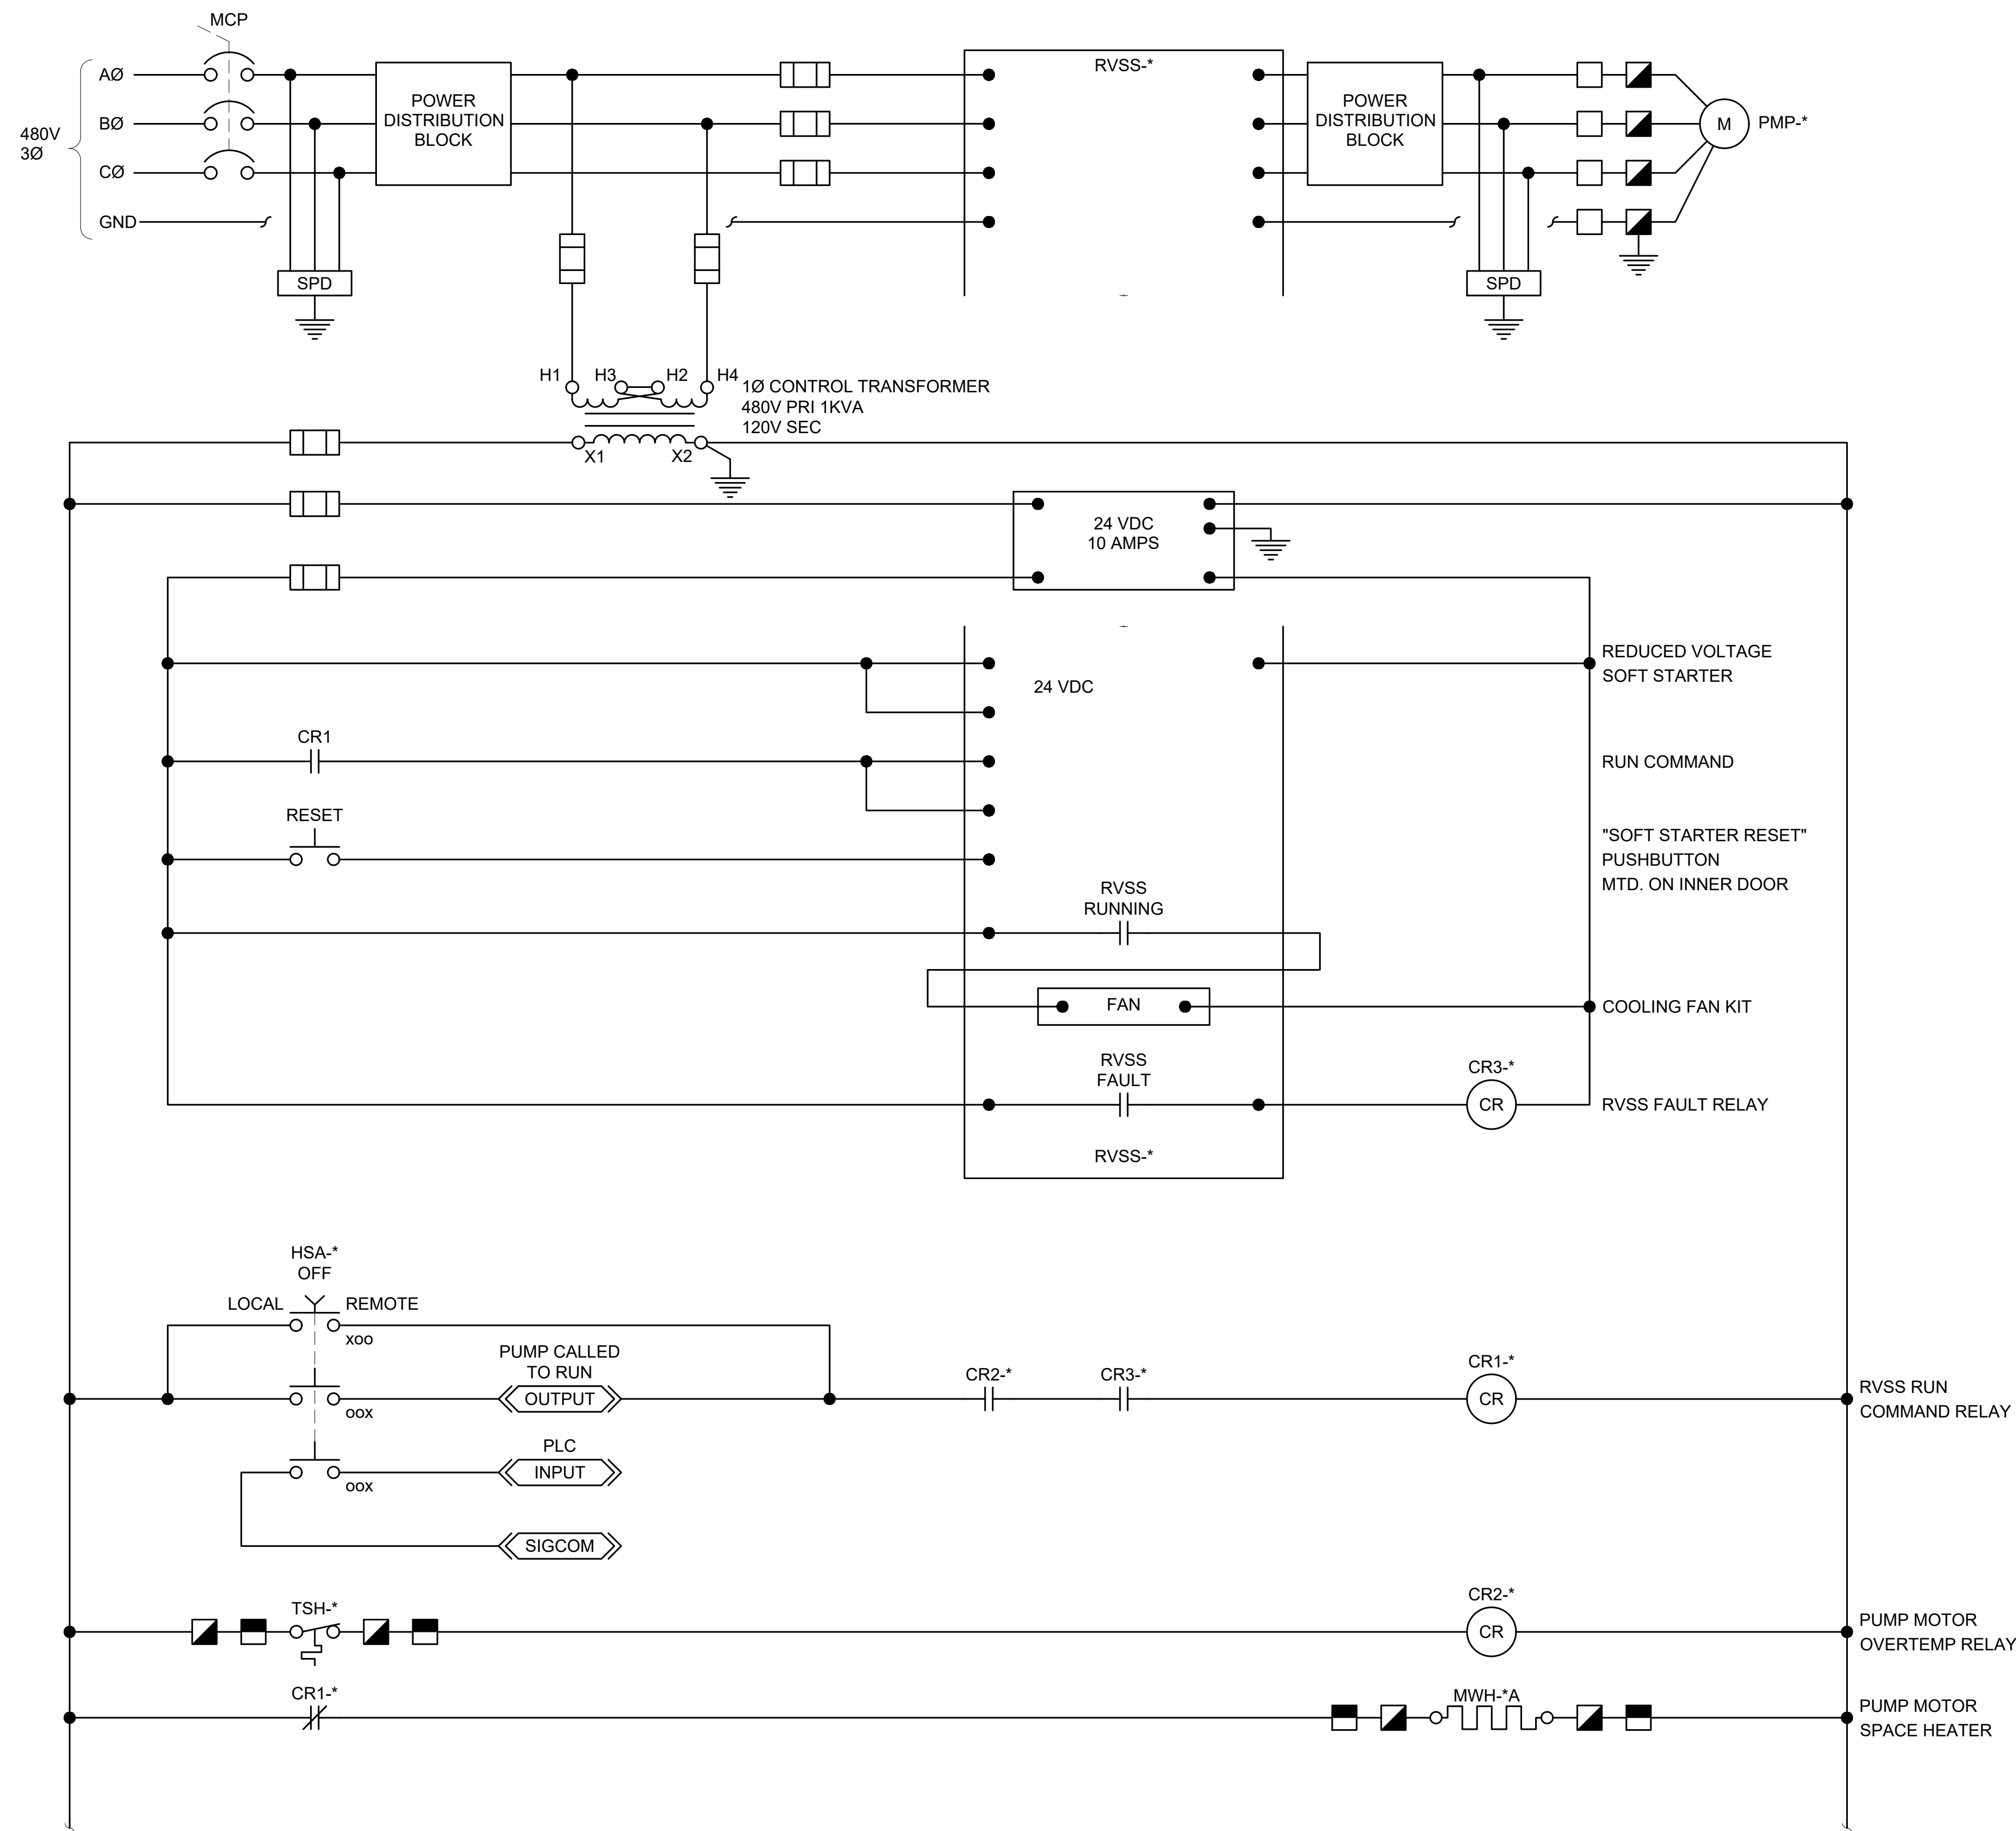 MCP
AØ
BØ
CØ
GND
480V
3Ø
POWER
DISTRIBUTION
BLOCK
SPD
RVSS-*
POWER
DISTRIBUTION
BLOCK
SPD
M
PMP-*
H1
H3
H2
H4
1Ø CONTROL TRANSFORMER
480V PRI 1KVA
120V SEC
X1
X2
24 VDC
10 AMPS
24 VDC
REDUCED VOLTAGE
SOFT STARTER
CR1
RUN COMMAND
RESET
"SOFT STARTER RESET"
PUSHBUTTON
MTD. ON INNER DOOR
RVSS
RUNNING
FAN
COOLING FAN KIT
RVSS
FAULT
CR3-*
CR
RVSS FAULT RELAY
RVSS-*
HSA-*
OFF
LOCAL
REMOTE
xoo
PUMP CALLED
TO RUN
OUTPUT
oox
CR2-*
CR3-*
CR1-*
CR
RVSS RUN
COMMAND RELAY
PLC
INPUT
oox
SIGCOM
TSH-*
CR2-*
CR
PUMP MOTOR
OVERTEMP RELAY
CR1-*
MWH-*A
PUMP MOTOR
SPACE HEATER